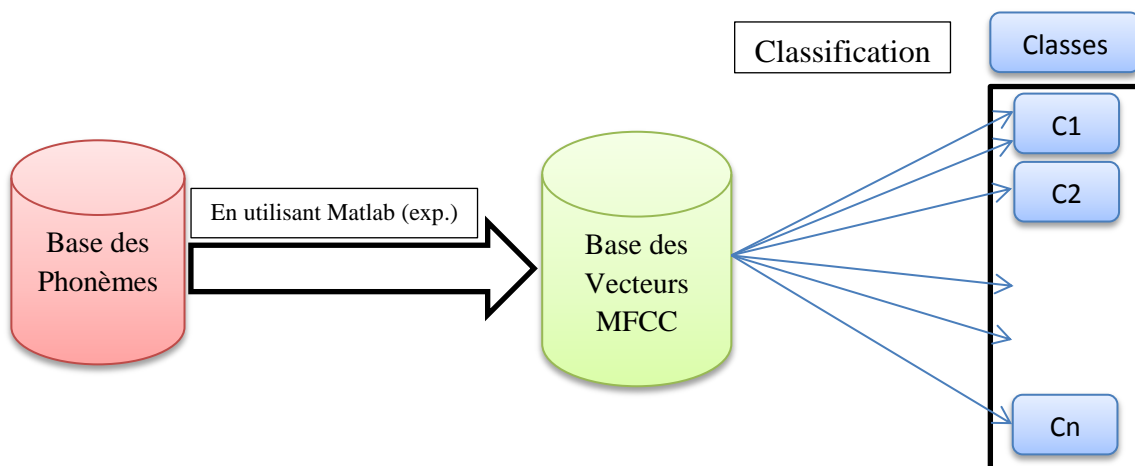 Classification
Classes
C1
C2
Cn
En utilisant Matlab (exp.)
Base des
Phonèmes
Base des
Vecteurs
MFCC